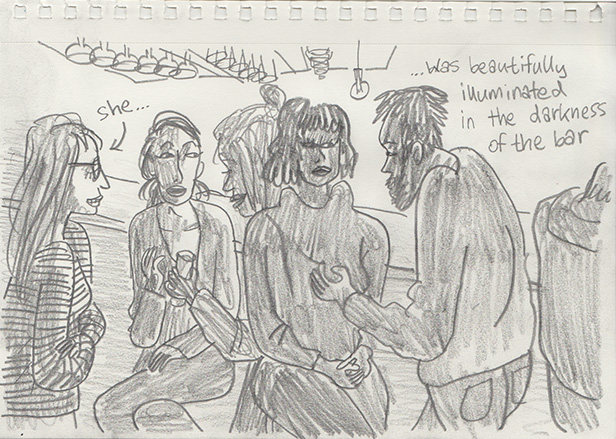 she...
...was beautifully
illuminated
in the darkness
of the bar